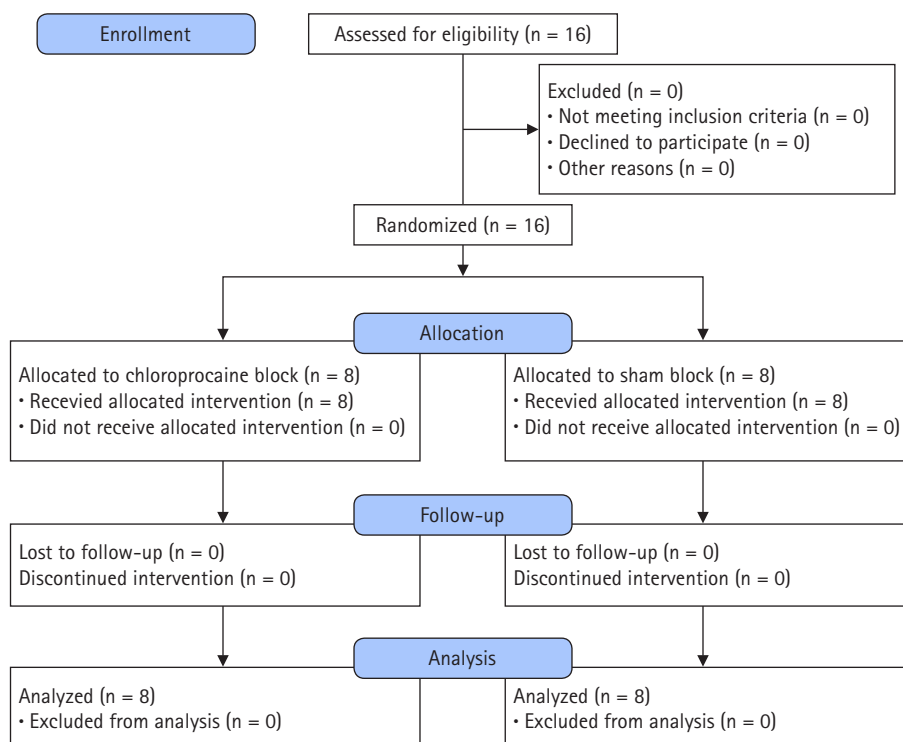 Enrollment
Assessed for eligibility (n = 16)
Excluded (n = 0)
• Not meeting inclusion criteria (n = 0)
• Declined to participate (n = 0)
• Other reasons (n = 0)
Randomized (n = 16)
Allocation
Allocated to chloroprocaine block (n = 8)
• Recevied allocated intervention (n = 8)
• Did not receive allocated intervention (n = 0)
Allocated to sham block (n = 8)
• Recevied allocated intervention (n = 8)
• Did not receive allocated intervention (n = 0)
Follow-up
Lost to follow-up (n = 0)
Discontinued intervention (n = 0)
Lost to follow-up (n = 0)
Discontinued intervention (n = 0)
Analysis
Analyzed (n = 8)
• Excluded from analysis (n = 0)
Analyzed (n = 8)
• Excluded from analysis (n = 0)